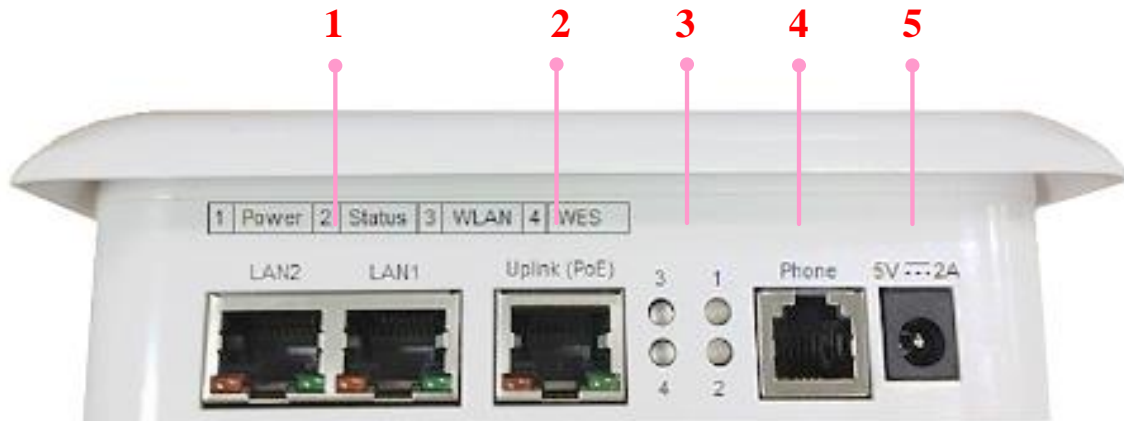 1 2 3 4 5
1 Power 2 Status 3 WLAN 4 WES
LAN2 LAN1 Uplink (PoE) 3 1 Phone 5V⎓2A
4 2